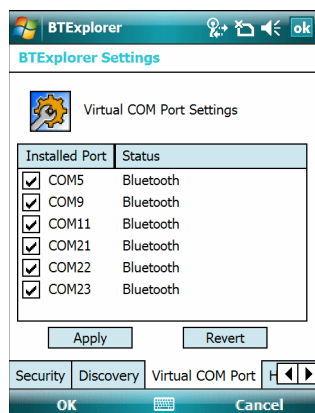 BTExplorer ok
BTExplorer Settings
Virtual COM Port Settings
Installed Port Status
COM5 Bluetooth
COM9 Bluetooth
COM11 Bluetooth
COM21 Bluetooth
COM22 Bluetooth
COM23 Bluetooth
Apply Revert
Security Discovery Virtual COM Port
OK Cancel